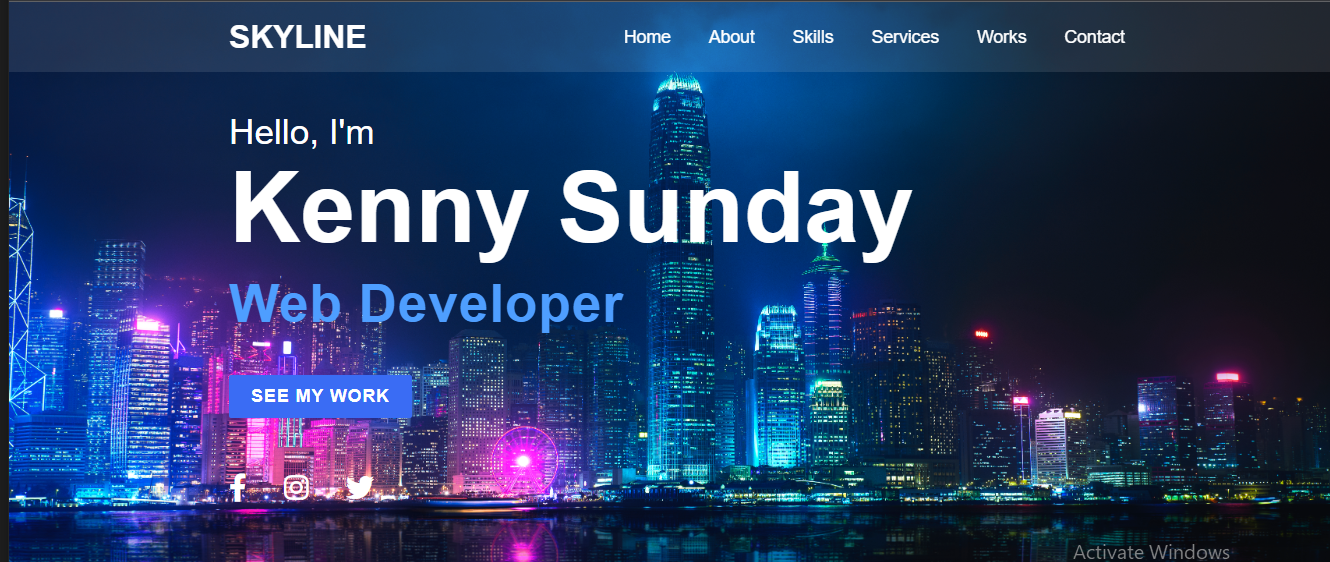 SKYLINE
Home About Skills Services Works Contact
Hello, I'm
Kenny Sunday
Web Developer
SEE MY WORK
Activate Windows